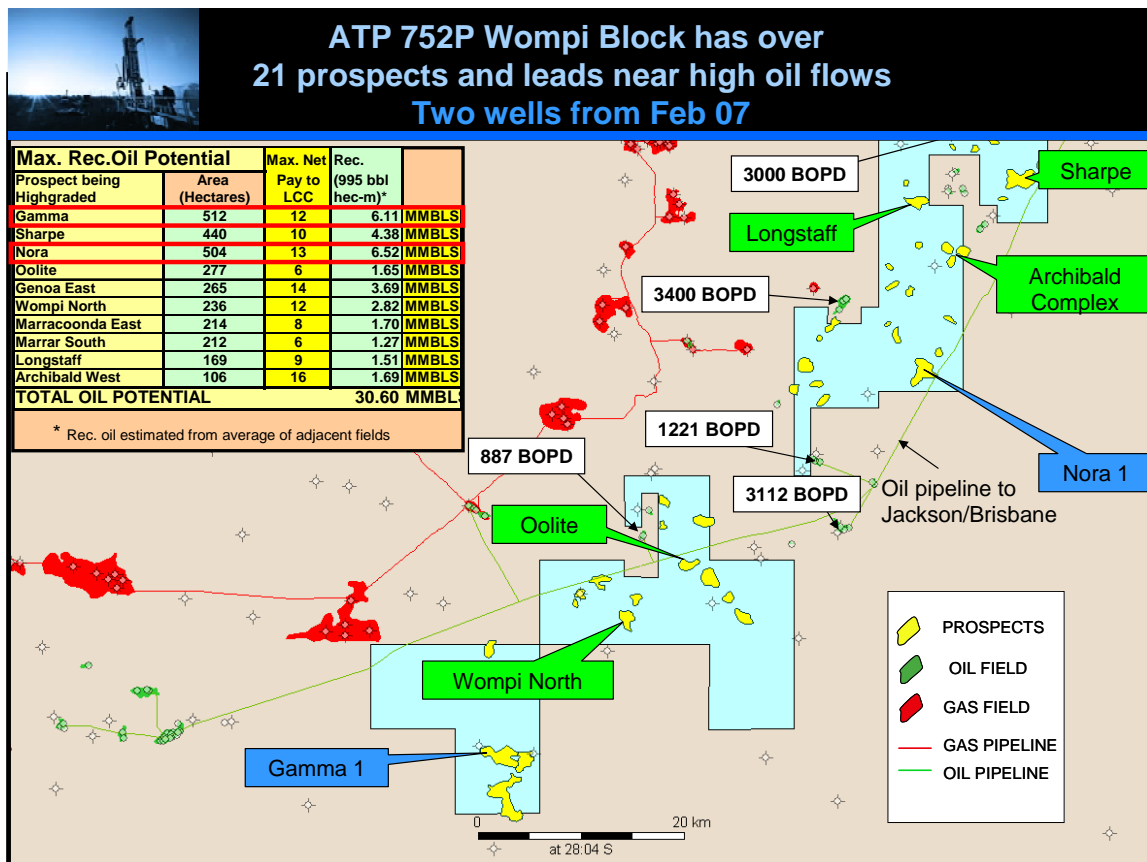 ATP 752P Wompi Block has over
21 prospects and leads near high oil flows
Two wells from Feb 07
Max. Rec.Oil Potential Max. Net Rec.
Prospect being Area Pay to (995 bbl
Highgraded (Hectares) LCC hec-m)*
Gamma 512 12 6.11 MMBLS
Sharpe 440 10 4.38 MMBLS
Nora 504 13 6.52 MMBLS
Oolite 277 6 1.65 MMBLS
Genoa East 265 14 3.69 MMBLS
Wompi North 236 12 2.82 MMBLS
Marracoonda East 214 8 1.70 MMBLS
Marrar South 212 6 1.27 MMBLS
Longstaff 169 9 1.51 MMBLS
Archibald West 106 16 1.69 MMBLS
TOTAL OIL POTENTIAL 30.60 MMBLS
* Rec. oil estimated from average of adjacent fields
3000 BOPD
Sharpe
Longstaff
Archibald
Complex
3400 BOPD
1221 BOPD
887 BOPD
Nora 1
3112 BOPD
Oil pipeline to
Jackson/Brisbane
Oolite
Wompi North
Gamma 1
PROSPECTS
OIL FIELD
GAS FIELD
GAS PIPELINE
OIL PIPELINE
0 20 km
at 28:04 S